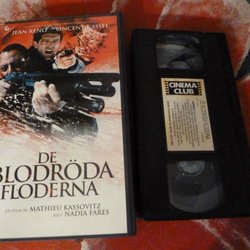 JEAN RENO VINCENT CASSEL
DE
BLODRÖDA
FLODERNA
EN FILM AV MATHIEU KASSOVITZ
MED NADIA FARES
CINEMA
CLUB